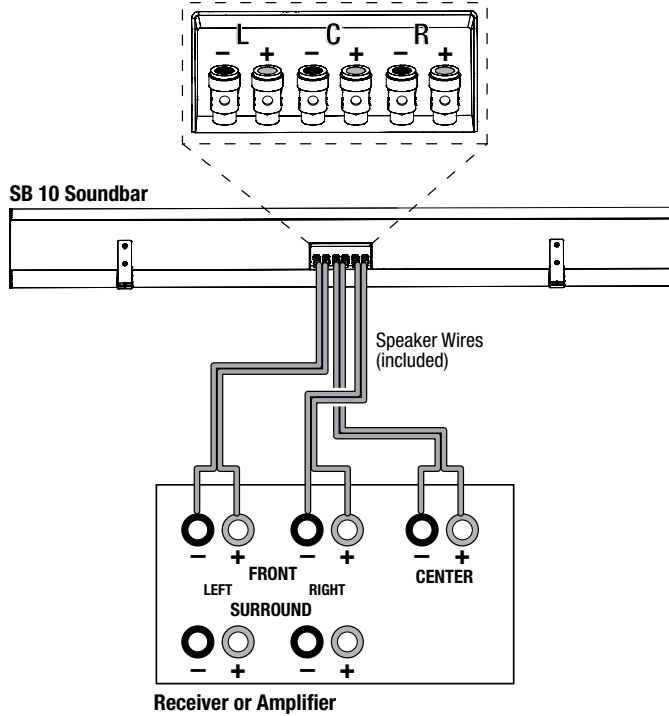 L C R
− + − + − +
SB 10 Soundbar
Speaker Wires
(included)
− + − + − +
FRONT
LEFT RIGHT CENTER
SURROUND
− + − +
Receiver or Amplifier